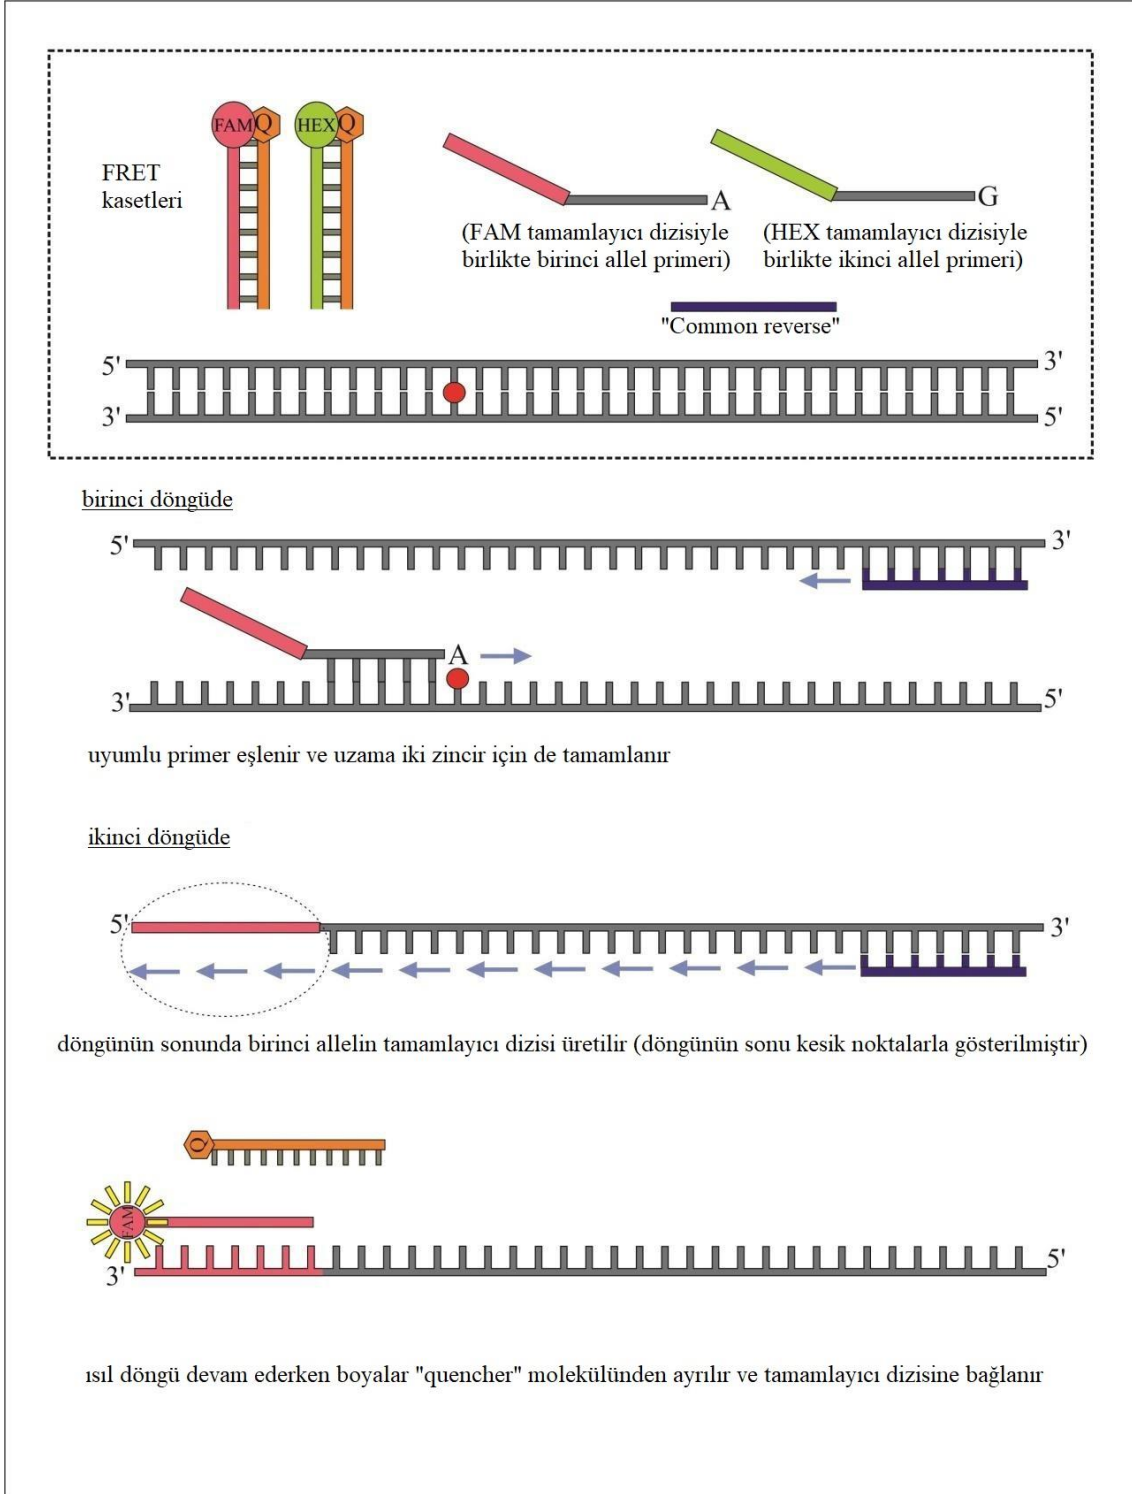 FAM Q HEX Q
FRET
kasetleri
A
G
(FAM tamamlayıcı dizisiyle
birlikte birinci allel primeri)
(HEX tamamlayıcı dizisiyle
birlikte ikinci allel primeri)
"Common reverse"
5' 3'
3' 5'
birinci döngüde
5' 3'
A
3' 5'
uyumlu primer eşlenir ve uzama iki zincir için de tamamlanır
ikinci döngüde
5' 3'
döngünün sonunda birinci allelin tamamlayıcı dizisi üretilir (döngünün sonu kesik noktalarla gösterilmiştir)
Q
FAM
3' 5'
ısıl döngü devam ederken boyalar "quencher" molekülünden ayrılır ve tamamlayıcı dizisine bağlanır